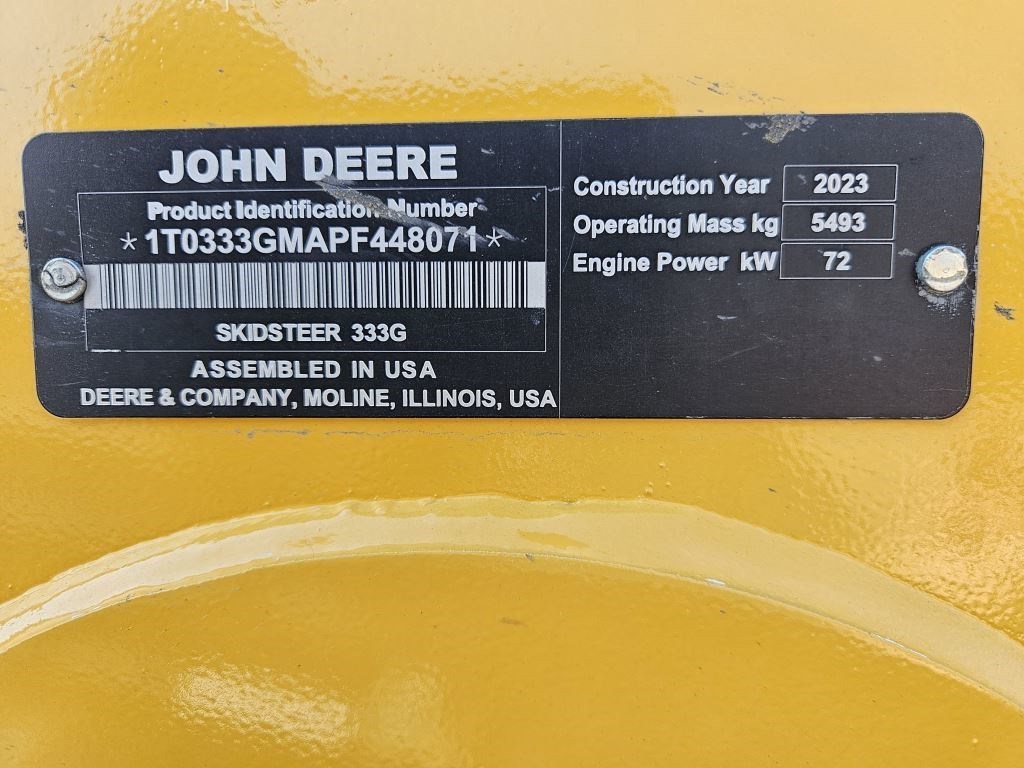 JOHN DEERE
Product Identification Number
*1T0333GMAPF448071*
SKIDSTEER 333G
ASSEMBLED IN USA
DEERE & COMPANY, MOLINE, ILLINOIS, USA
Construction Year 2023
Operating Mass kg 5493
Engine Power kW 72